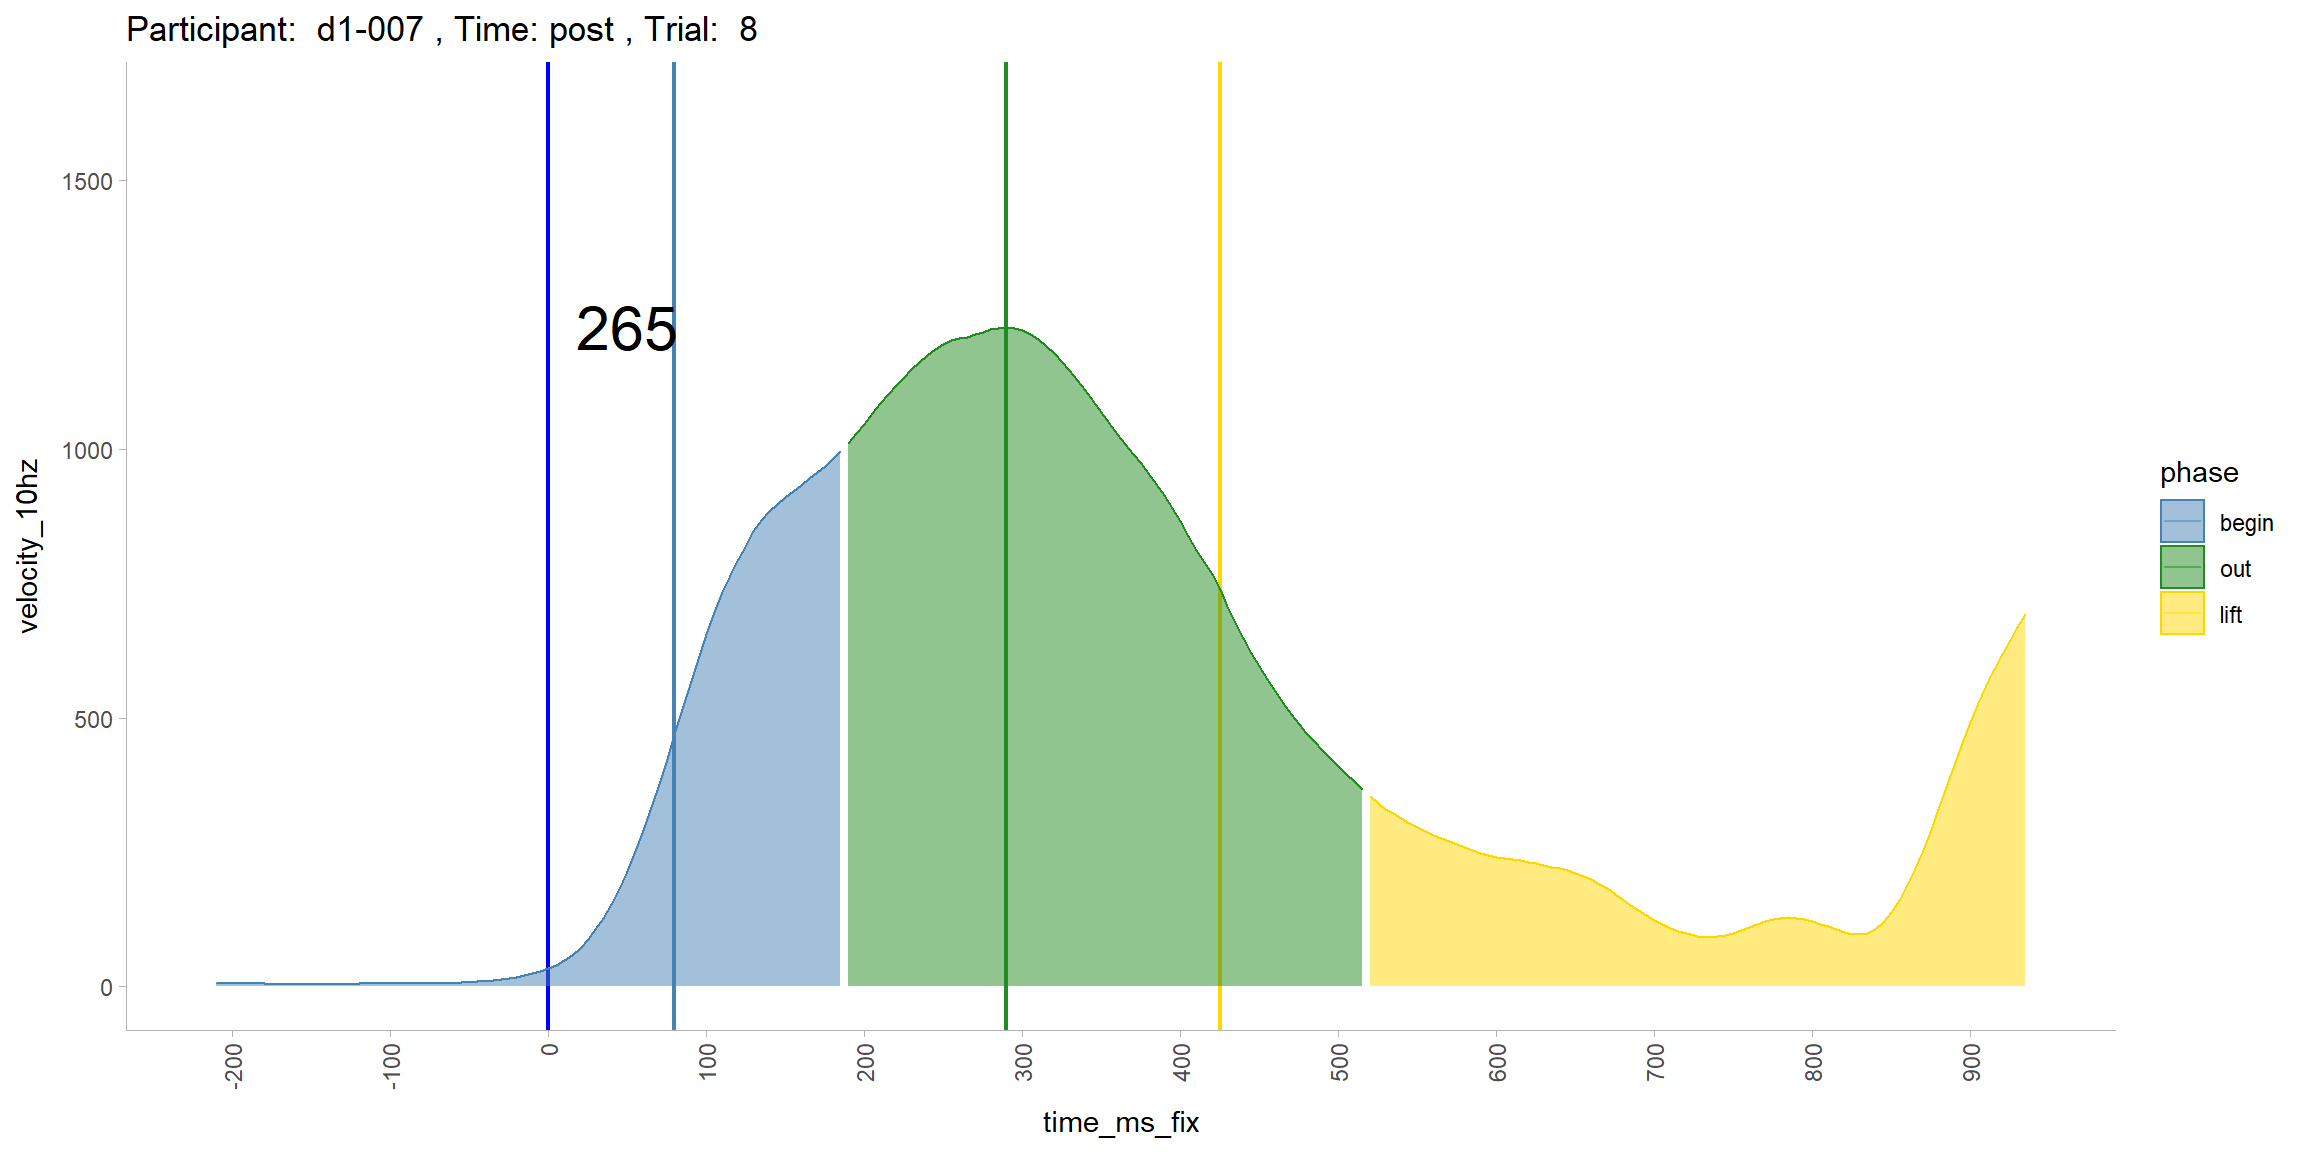 Participant:  d1-007 , Time: post , Trial:  8
1500
265
1000
velocity_10hz
500
0
-200 -100 0 100 200 300 400 500 600 700 800 900
time_ms_fix
phase
begin
out
lift